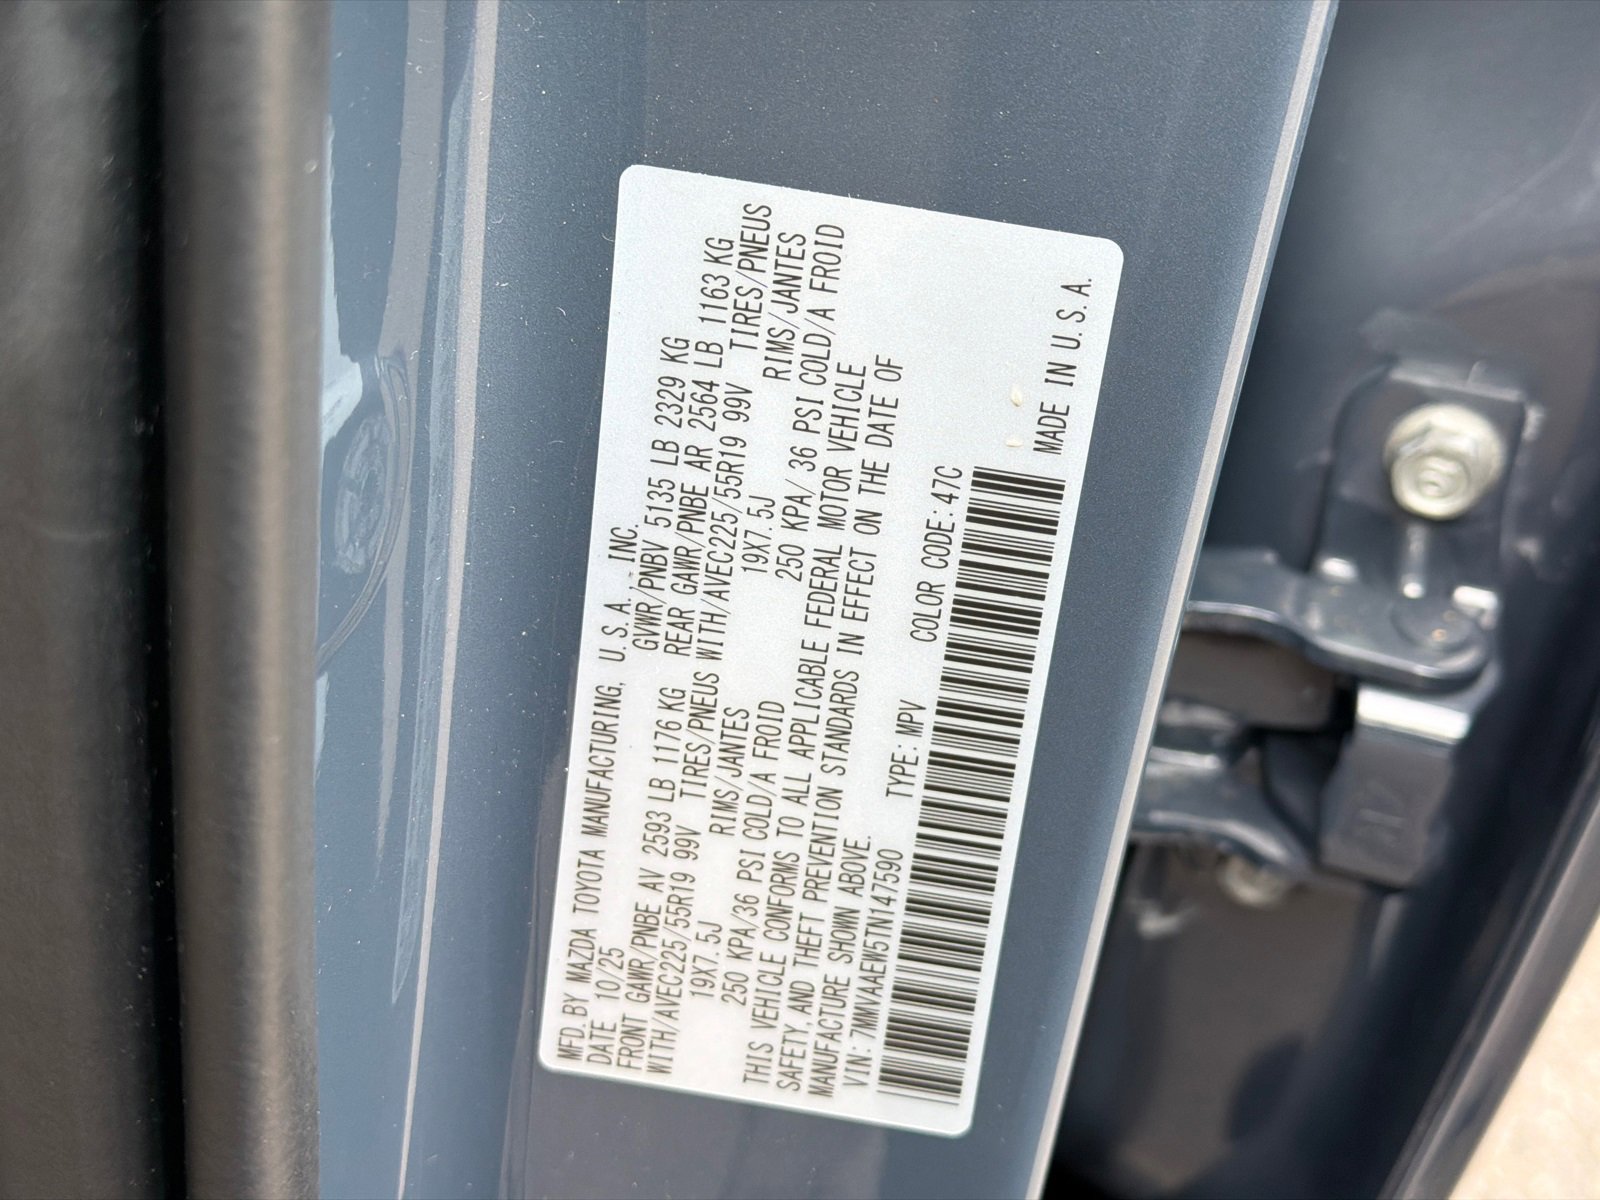 MFD. BY MAZDA TOYOTA MANUFACTURING, U. S. A., INC.
DATE 10/25 GVWR/PNBV 5135 LB 2329 KG
FRONT GAWR/PNBE AV 2593 LB 1176 KG REAR GAWR/PNBE AR 2564 LB 1163 KG
WITH/AVEC225/55R19 99V TIRES/PNEUS WITH/AVEC225/55R19 99V TIRES/PNEUS
19X7.5J RIMS/JANTES 19X7.5J RIMS/JANTES
250 KPA/36 PSI COLD/A FROID 250 KPA/ 36 PSI COLD/A FROID
THIS VEHICLE CONFORMS TO ALL APPLICABLE FEDERAL MOTOR VEHICLE
SAFETY, AND THEFT PREVENTION STANDARDS IN EFFECT ON THE DATE OF
MANUFACTURE SHOWN ABOVE.
VIN: 7MMVAAEW5TN147590 TYPE: MPV COLOR CODE: 47C
MADE IN U. S. A.